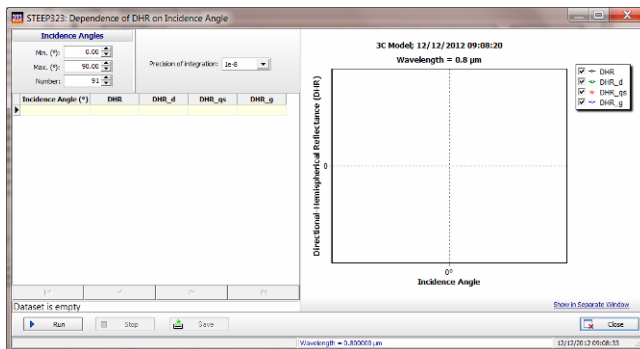 STEEP323: Dependence of DHR on Incidence Angle
Incidence Angles
Min. (°): 0.00
Max. (°): 90.00
Number: 91
Precision of integration: 1e-8
Incidence Angle (°) DHR DHR_d DHR_qs DHR_g
3C Model; 12/12/2012 09:08:20
Wavelength = 0.8 μm
Directional-Hemispherical Reflectance (DHR)
0
0°
Incidence Angle
DHR
DHR_d
DHR_qs
DHR_g
Dataset is empty
Show in Separate Window
Run Stop Save Close
Wavelength = 0.800000 μm 12/12/2012 09:08:33